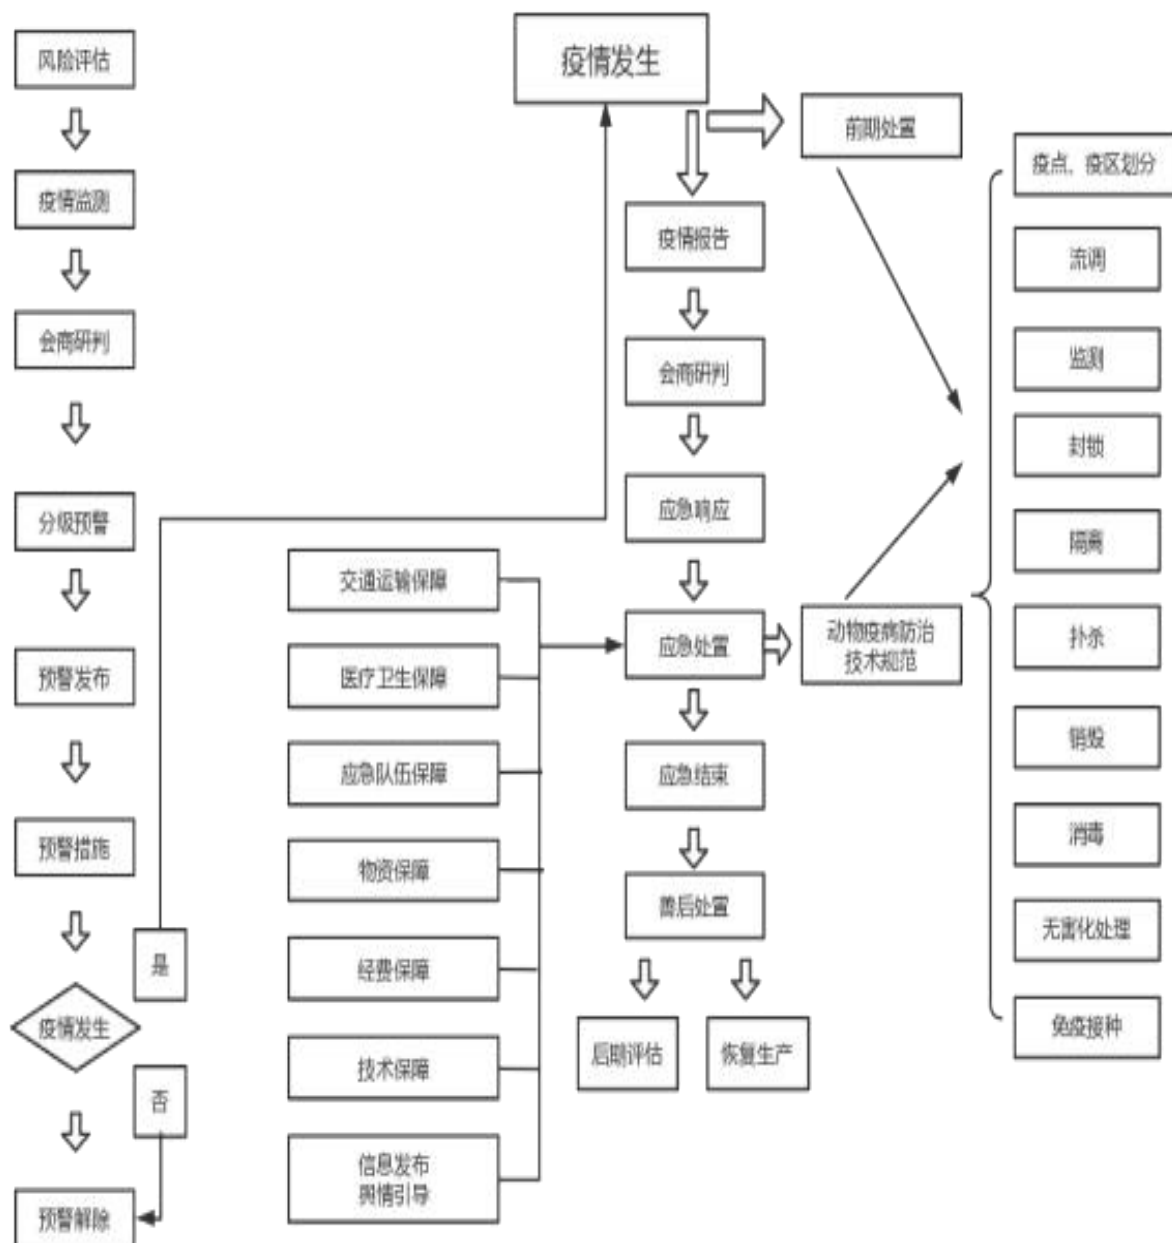 风险评估
疫情监测
会商研判
分级预警
预警发布
预警措施
疫情发生
是
否
预警解除
疫情发生
前期处置
疫情报告
会商研判
应急响应
应急处置
动物疫病防治
技术规范
应急结束
善后处置
后期评估
恢复生产
交通运输保障
医疗卫生保障
应急队伍保障
物资保障
经费保障
技术保障
信息发布
舆情引导
疫点、疫区划分
流调
监测
封锁
隔离
扑杀
销毁
消毒
无害化处理
免疫接种